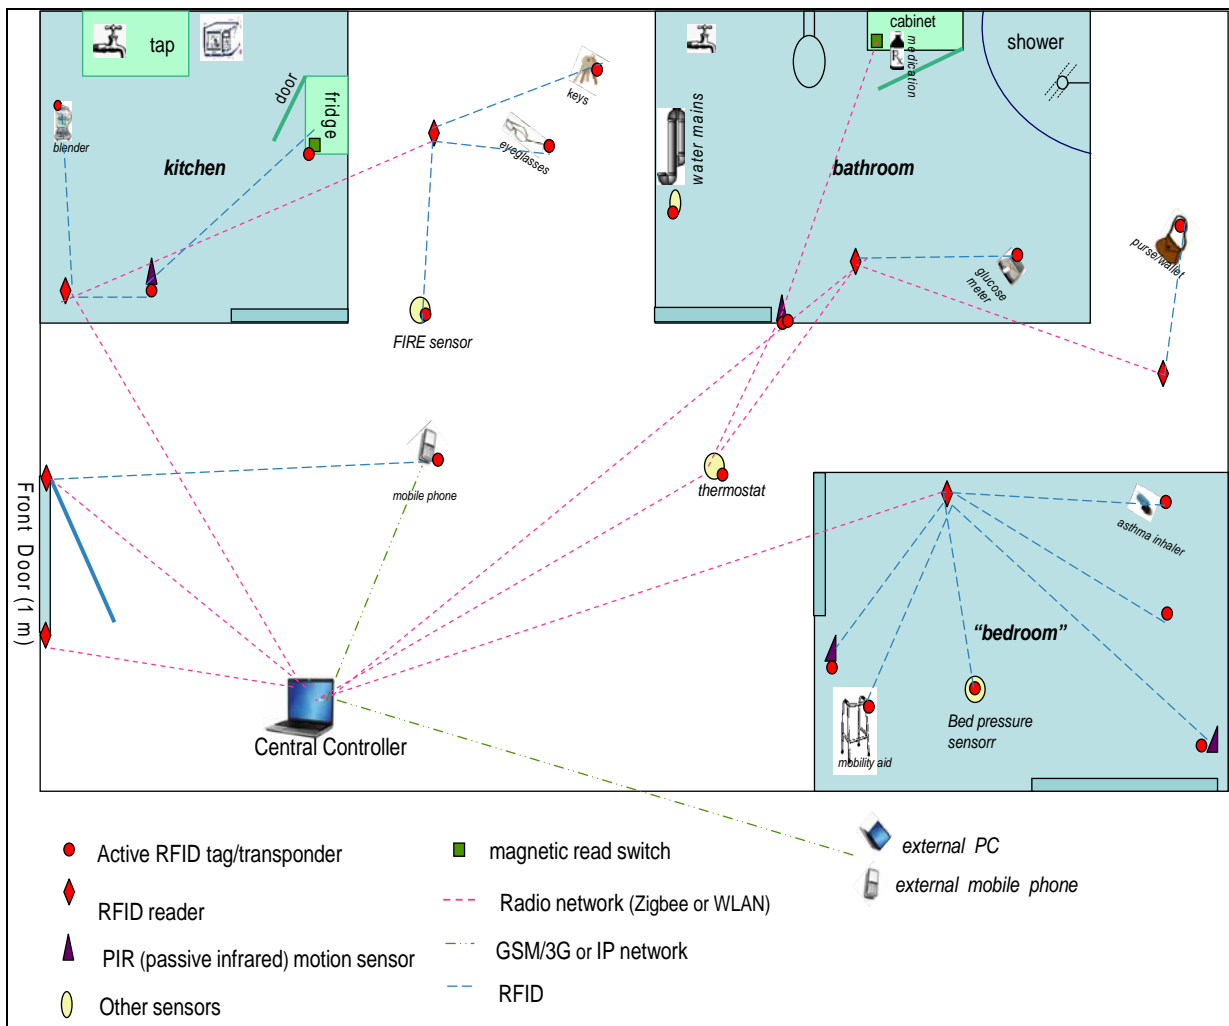 tap
door
fridge
blender
kitchen
keys
eyeglasses
FIRE sensor
cabinet
medication
shower
water mains
bathroom
glucose
meter
purse/wallet
Front Door (1 m)
mobile phone
thermostat
asthma inhaler
“bedroom”
Bed pressure
sensorr
mobility aid
Central Controller
external PC
external mobile phone
Active RFID tag/transponder
RFID reader
PIR (passive infrared) motion sensor
Other sensors
magnetic read switch
Radio network (Zigbee or WLAN)
GSM/3G or IP network
RFID